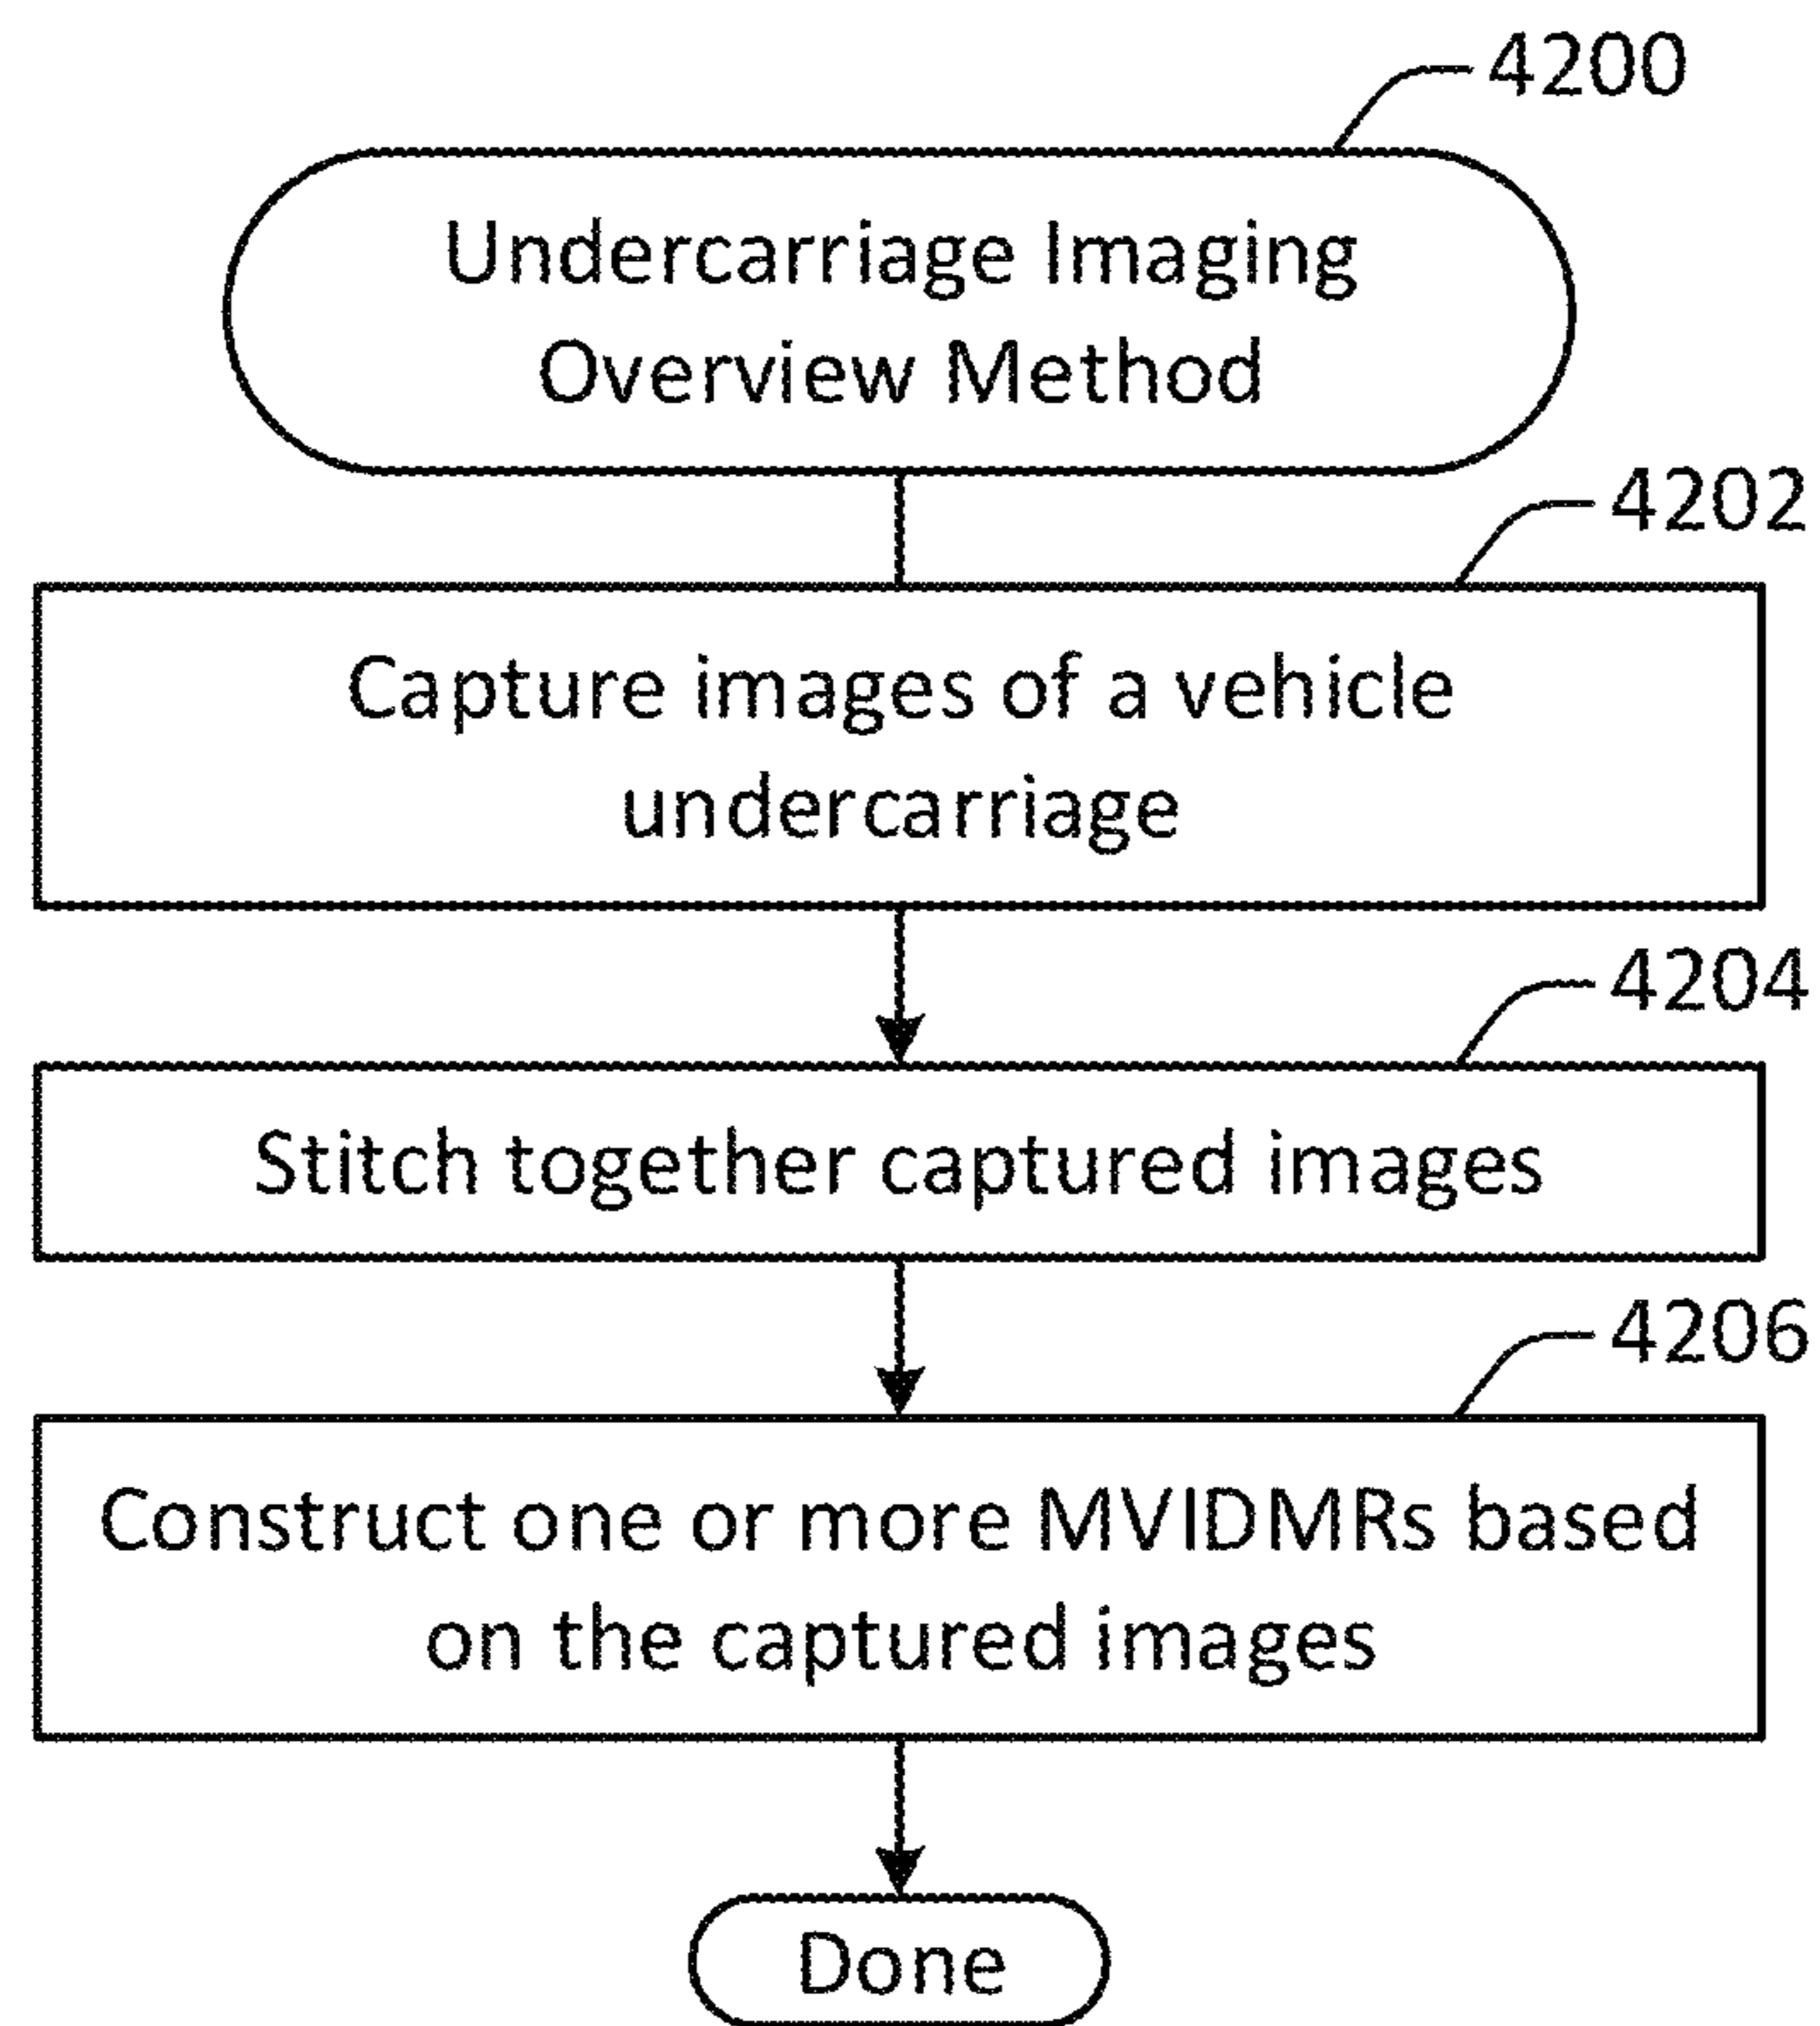 4200
Undercarriage Imaging
Overview Method
4202
Capture images of a vehicle
undercarriage
4204
Stitch together captured images
4206
Construct one or more MVIDMRs based
on the captured images
Done